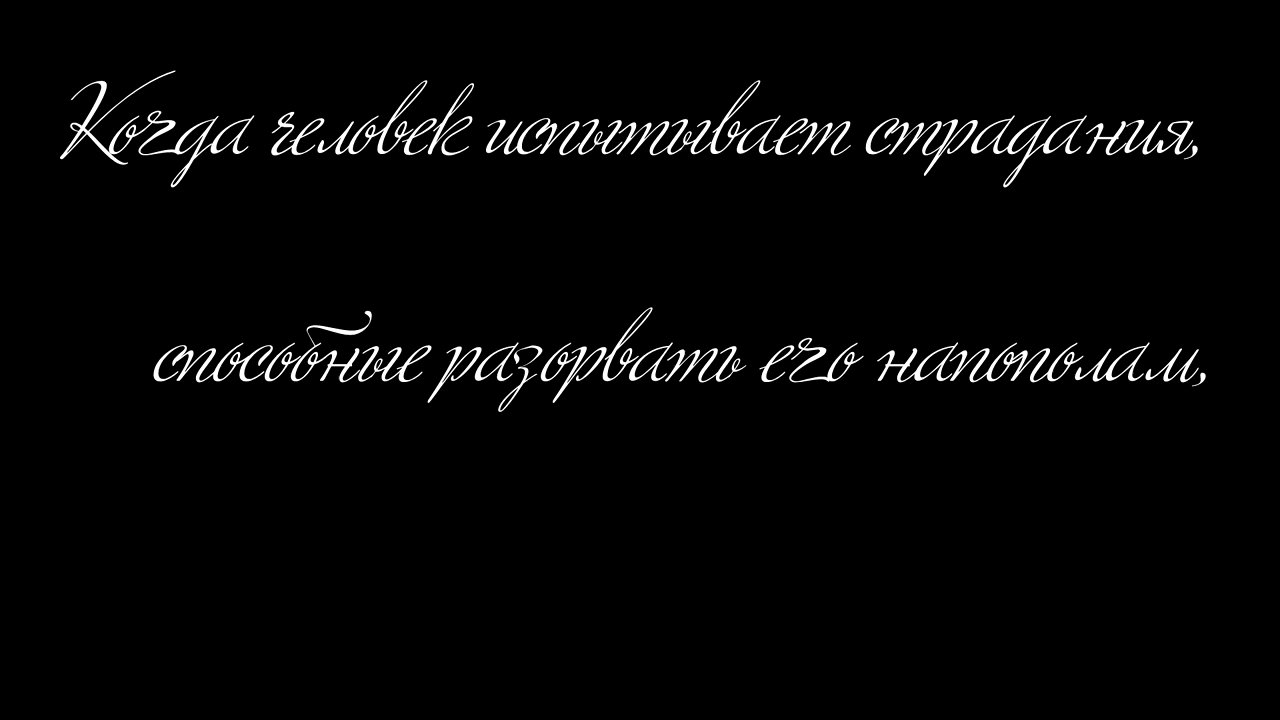 Когда человек испытывает страдания,
способные разорвать его напополам,